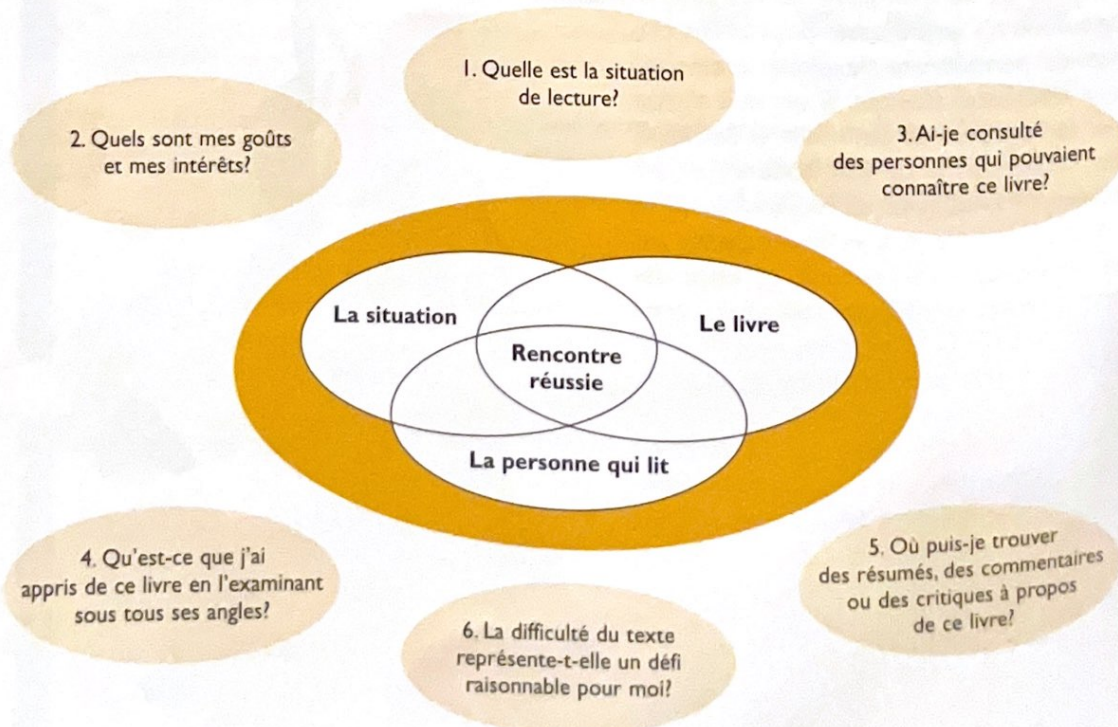 1. Quelle est la situation
de lecture?
2. Quels sont mes goûts
et mes intérêts?
3. Ai-je consulté
des personnes qui pouvaient
connaître ce livre?
La situation
Le livre
Rencontre
réussie
La personne qui lit
4. Qu'est-ce que j'ai
appris de ce livre en l'examinant
sous tous ses angles?
5. Où puis-je trouver
des résumés, des commentaires
ou des critiques à propos
de ce livre?
6. La difficulté du texte
représente-t-elle un défi
raisonnable pour moi?